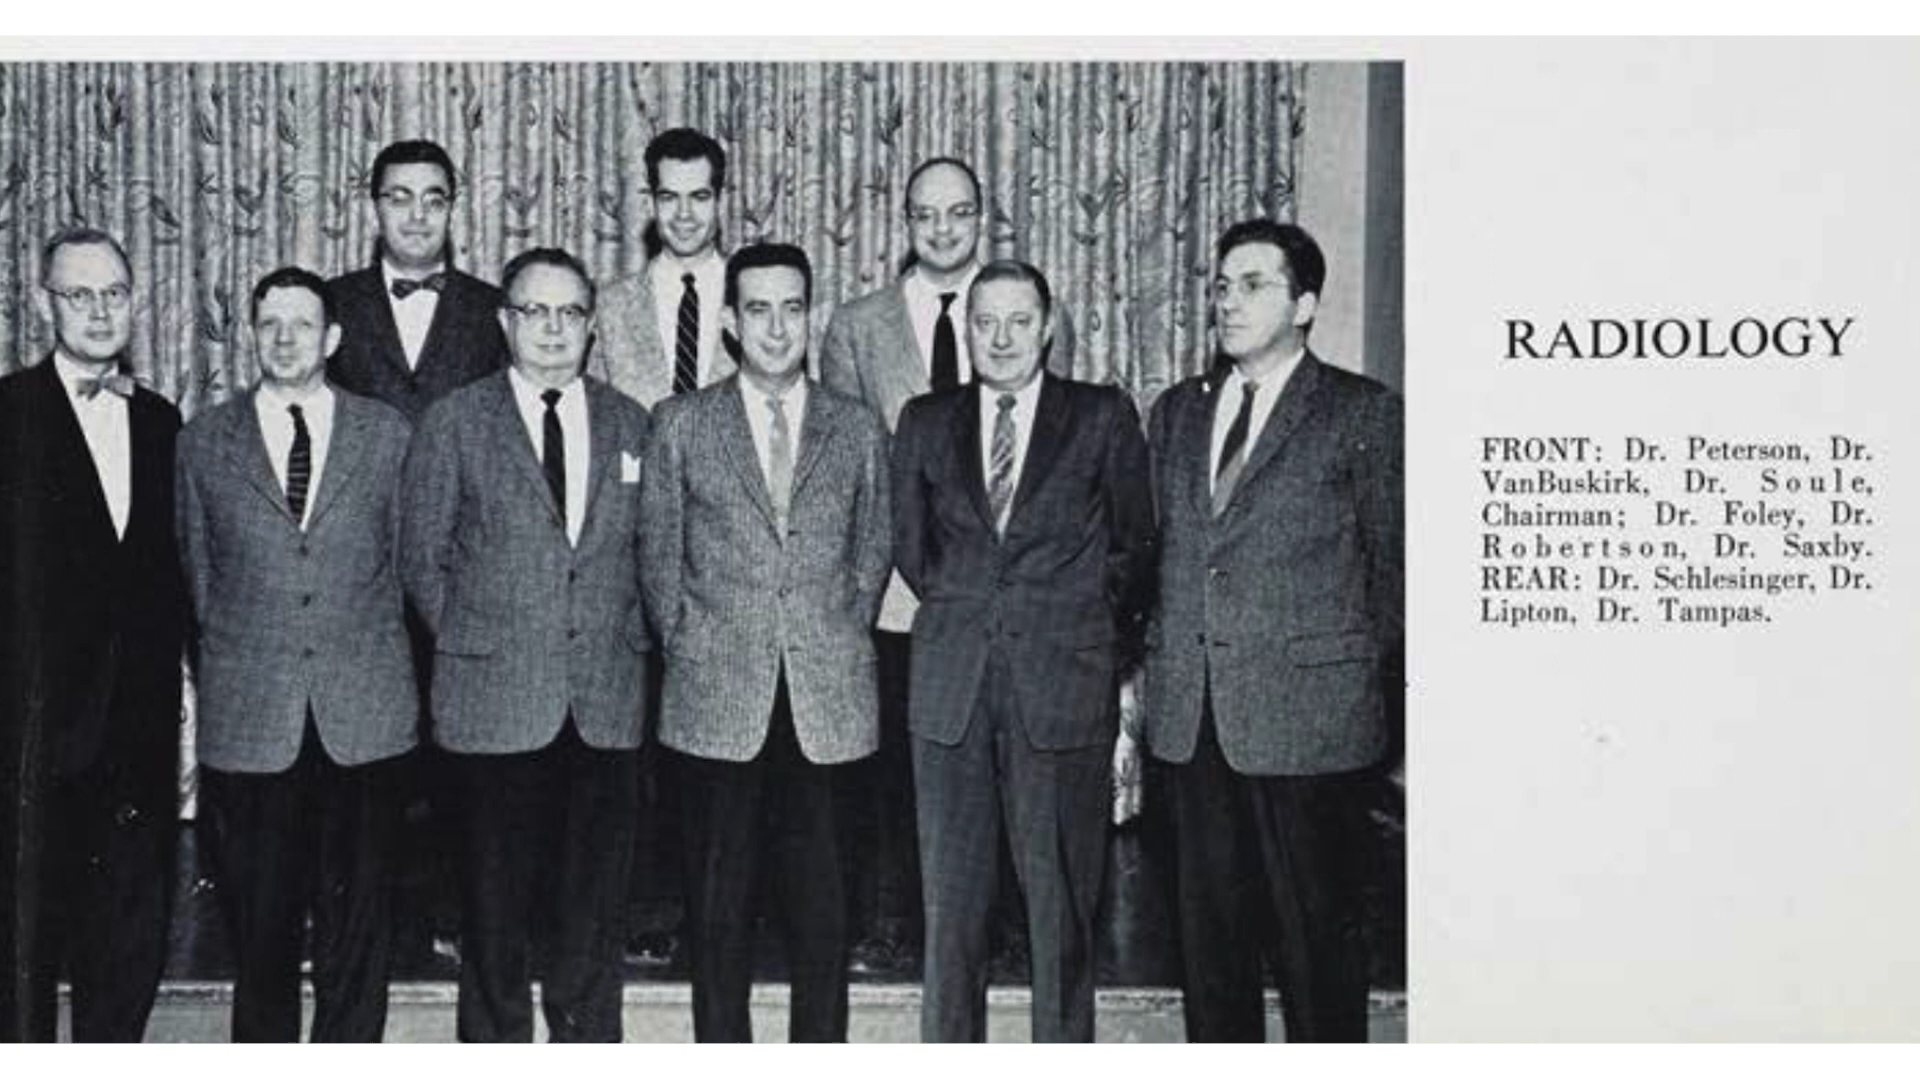 RADIOLOGY
FRONT: Dr. Peterson, Dr.
VanBuskirk, Dr. Soule,
Chairman; Dr. Foley, Dr.
Robertson, Dr. Saxby.
REAR: Dr. Schlesinger, Dr.
Lipton, Dr. Tampas.